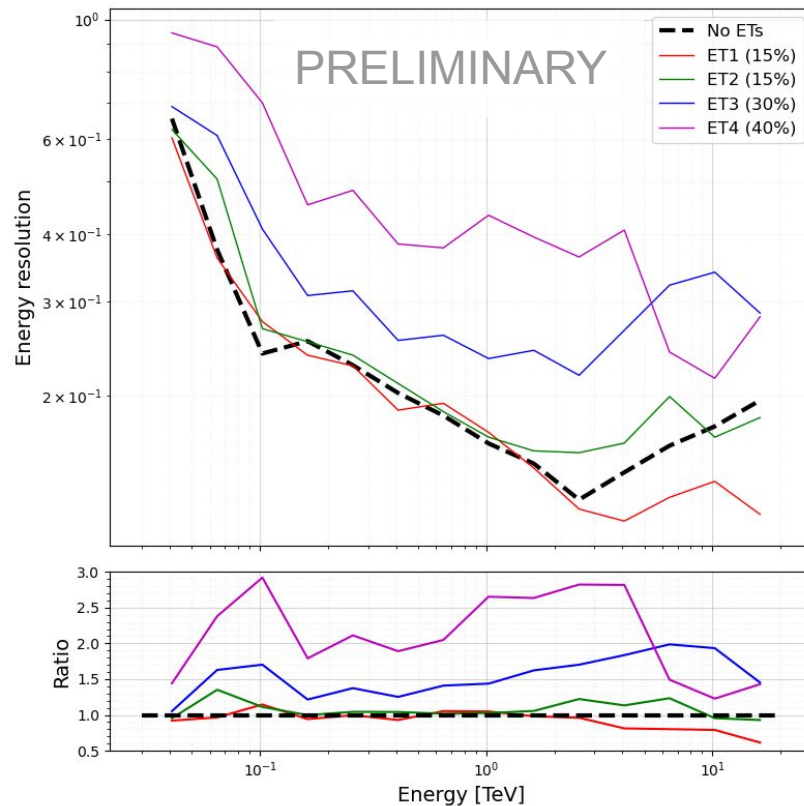 PRELIMINARY
No ETs
ET1 (15%)
ET2 (15%)
ET3 (30%)
ET4 (40%)
Energy resolution
10⁰
6 × 10⁻¹
4 × 10⁻¹
3 × 10⁻¹
2 × 10⁻¹
Ratio
3.0
2.5
2.0
1.5
1.0
0.5
10⁻¹
10⁰
10¹
Energy [TeV]